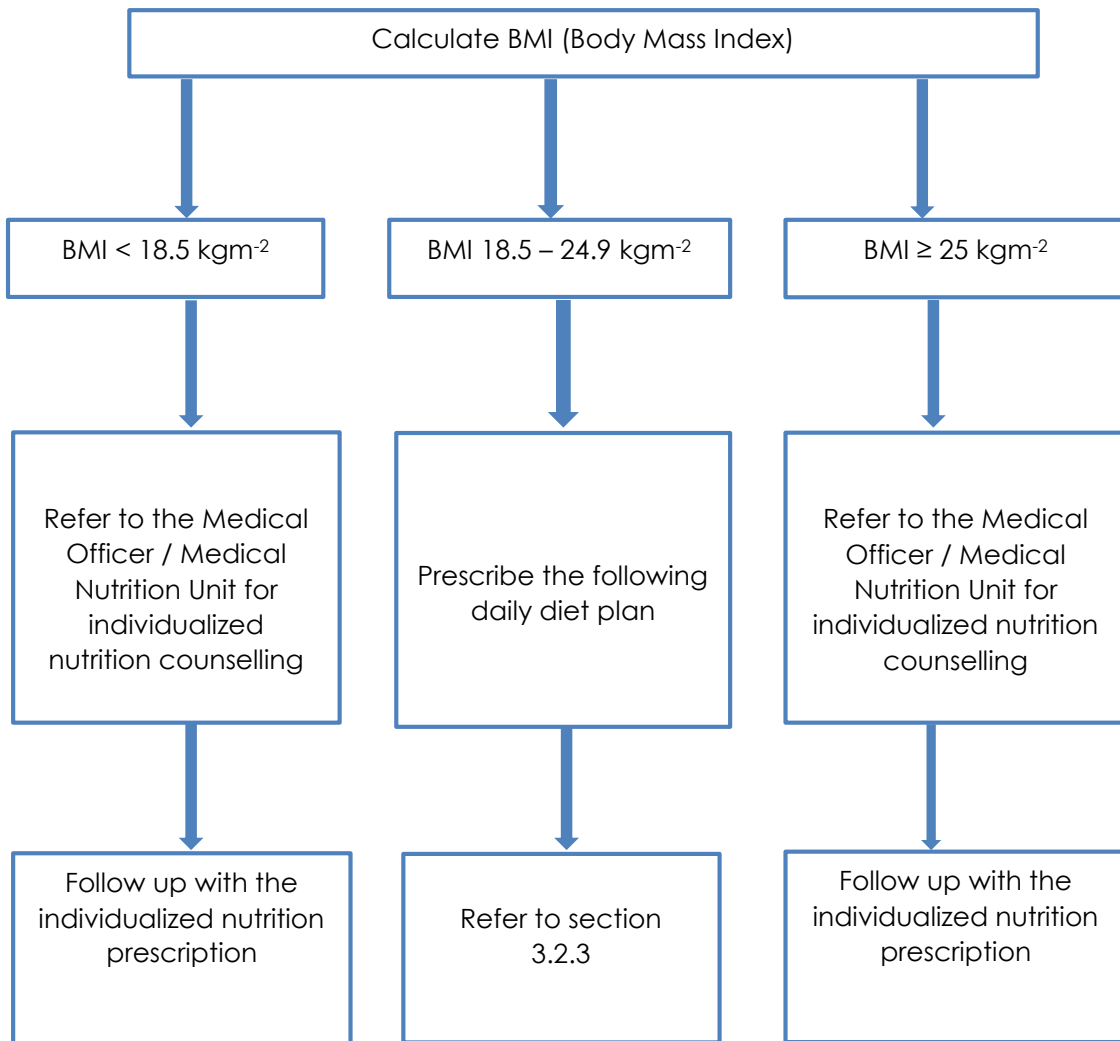 Calculate BMI (Body Mass Index)
BMI < 18.5 kgm⁻²
BMI 18.5 – 24.9 kgm⁻²
BMI ≥ 25 kgm⁻²
Refer to the Medical
Officer / Medical
Nutrition Unit for
individualized
nutrition counselling
Prescribe the following
daily diet plan
Refer to the Medical
Officer / Medical
Nutrition Unit for
individualized nutrition
counselling
Follow up with the
individualized nutrition
prescription
Refer to section
3.2.3
Follow up with the
individualized nutrition
prescription